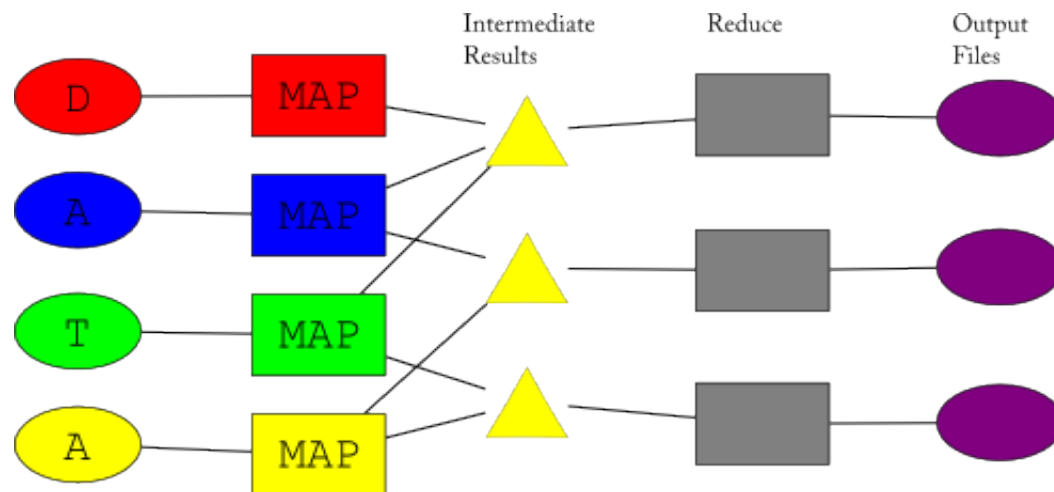 Intermediate
Results
Reduce
Output
Files
D
MAP
A
MAP
T
MAP
A
MAP